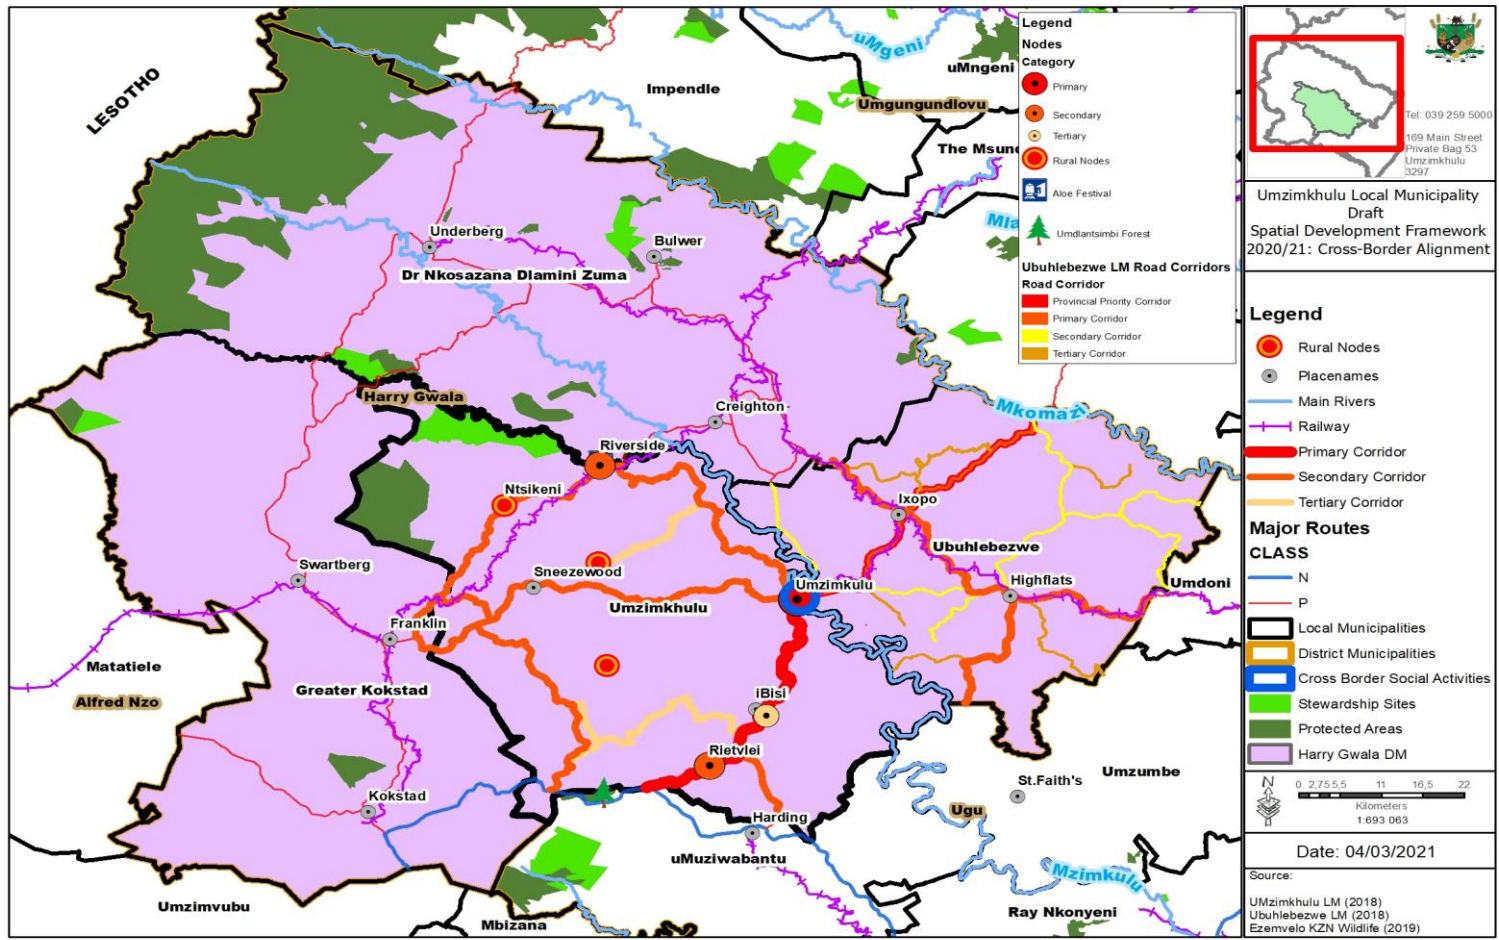 LESOTHO
Impendle
uMgeni
uMngeni
Umgungundlovu
The Msund
Mla
Underberg
Bulwer
Dr Nkosazana Dlamini Zuma
Harry Gwala
Creighton
Mkomazi
Riverside
Ntsikeni
Ixopo
Ubuhlebezwe
Swartberg
Sneezewood
Umzimkulu
Highflats
Umdoni
Umzimkhulu
Franklin
Matatiele
Greater Kokstad
Alfred Nzo
iBisi
Rietvlei
St.Faith's
Umzumbe
Kokstad
Harding
Ugu
uMuziwabantu
Mzimkulu
Umzimvubu
Mbizana
Ray Nkonyeni
Legend
Nodes
Category
Primary
Secondary
Tertiary
Rural Nodes
Aloe Festival
Umdlantsimbi Forest
Ubuhlebezwe LM Road Corridors
Road Corridor
Provincial Priority Corridor
Primary Corridor
Secondary Corridor
Tertiary Corridor
Tel: 039 259 5000
169 Main Street
Private Bag 53
Umzimkhulu
3297
Umzimkhulu Local Municipality
Draft
Spatial Development Framework
2020/21: Cross-Border Alignment
Legend
Rural Nodes
Placenames
Main Rivers
Railway
Primary Corridor
Secondary Corridor
Tertiary Corridor
Major Routes
CLASS
N
P
Local Municipalities
District Municipalities
Cross Border Social Activities
Stewardship Sites
Protected Areas
Harry Gwala DM
N
0 2,75 5,5 11 16,5 22
Kilometers
1:693 063
Date: 04/03/2021
Source:
UMzimkhulu LM (2018)
Ubuhlebezwe LM (2018)
Ezemvelo KZN Wildlife (2019)